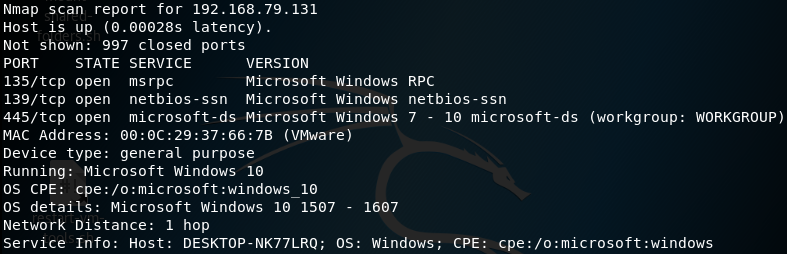 Nmap scan report for 192.168.79.131
Host is up (0.00028s latency).
Not shown: 997 closed ports
PORT    STATE SERVICE      VERSION
135/tcp open  msrpc        Microsoft Windows RPC
139/tcp open  netbios-ssn  Microsoft Windows netbios-ssn
445/tcp open  microsoft-ds Microsoft Windows 7 - 10 microsoft-ds (workgroup: WORKGROUP)
MAC Address: 00:0C:29:37:66:7B (VMware)
Device type: general purpose
Running: Microsoft Windows 10
OS CPE: cpe:/o:microsoft:windows_10
OS details: Microsoft Windows 10 1507 - 1607
Network Distance: 1 hop
Service Info: Host: DESKTOP-NK77LRQ; OS: Windows; CPE: cpe:/o:microsoft:windows